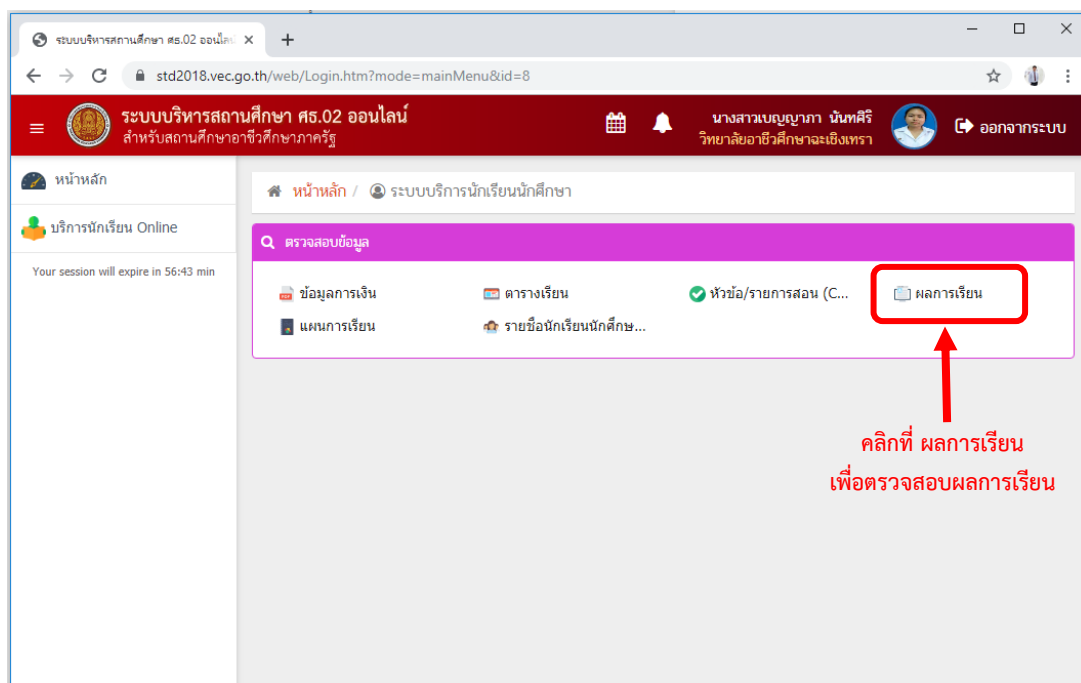 ระบบบริหารสถานศึกษา ศธ.02 ออนไลน์
std2018.vec.go.th/web/Login.htm?mode=mainMenu&id=8
ระบบบริหารสถานศึกษา ศธ.02 ออนไลน์
สำหรับสถานศึกษาอาชีวศึกษาภาครัฐ
นางสาวเบญญาภา นันทศิริ
วิทยาลัยอาชีวศึกษาฉะเชิงเทรา
ออกจากระบบ
หน้าหลัก
บริการนักเรียน Online
Your session will expire in 56:43 min
หน้าหลัก / ระบบบริการนักเรียนนักศึกษา
ตรวจสอบข้อมูล
ข้อมูลการเงิน
ตารางเรียน
หัวข้อ/รายการสอน (C...
ผลการเรียน
แผนการเรียน
รายชื่อนักเรียนนักศึกษ...
คลิกที่ ผลการเรียน
เพื่อตรวจสอบผลการเรียน